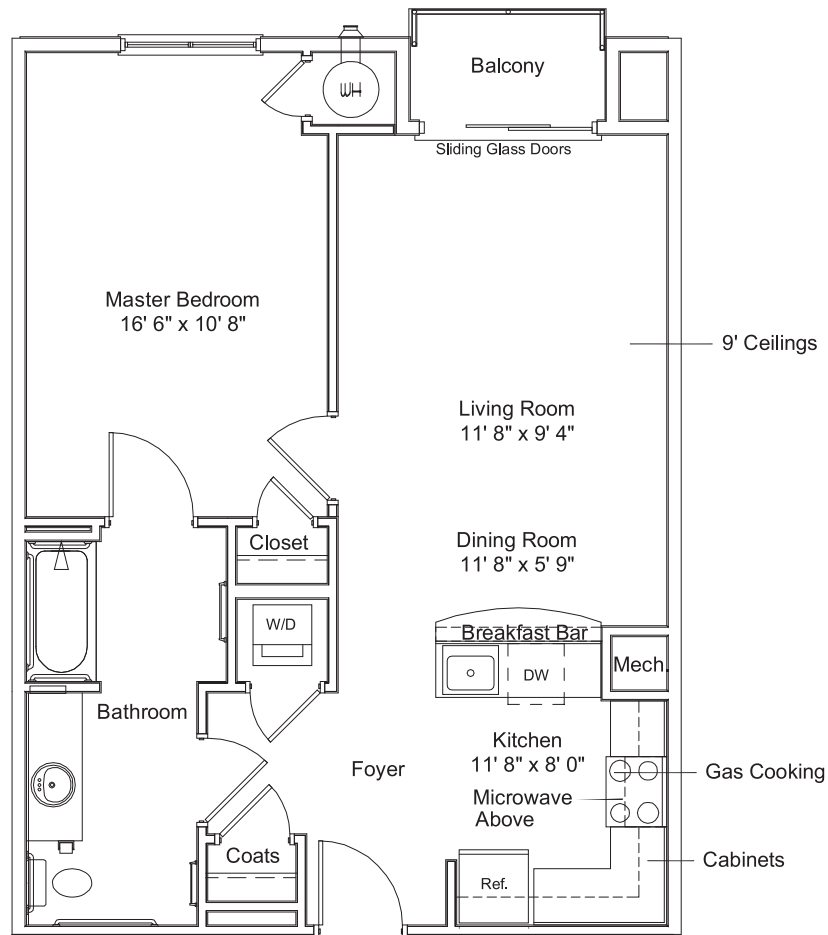 Balcony
WH
Sliding Glass Doors
Master Bedroom
16' 6" x 10' 8"
9' Ceilings
Living Room
11' 8" x 9' 4"
Dining Room
11' 8" x 5' 9"
Closet
W/D
Breakfast Bar
DW
Mech.
Bathroom
Foyer
Kitchen
11' 8" x 8' 0"
Gas Cooking
Microwave
Above
Coats
Cabinets
Ref.